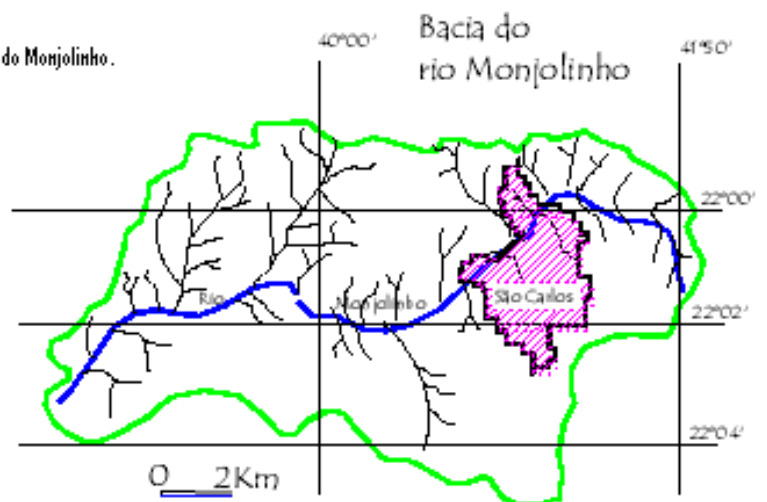 do Monjolinho.
Bacia do
rio Monjolinho
40°00'
41°50'
22°00'
Rio
Monjolinho
São Carlos
22°02'
22°04'
0 2Km